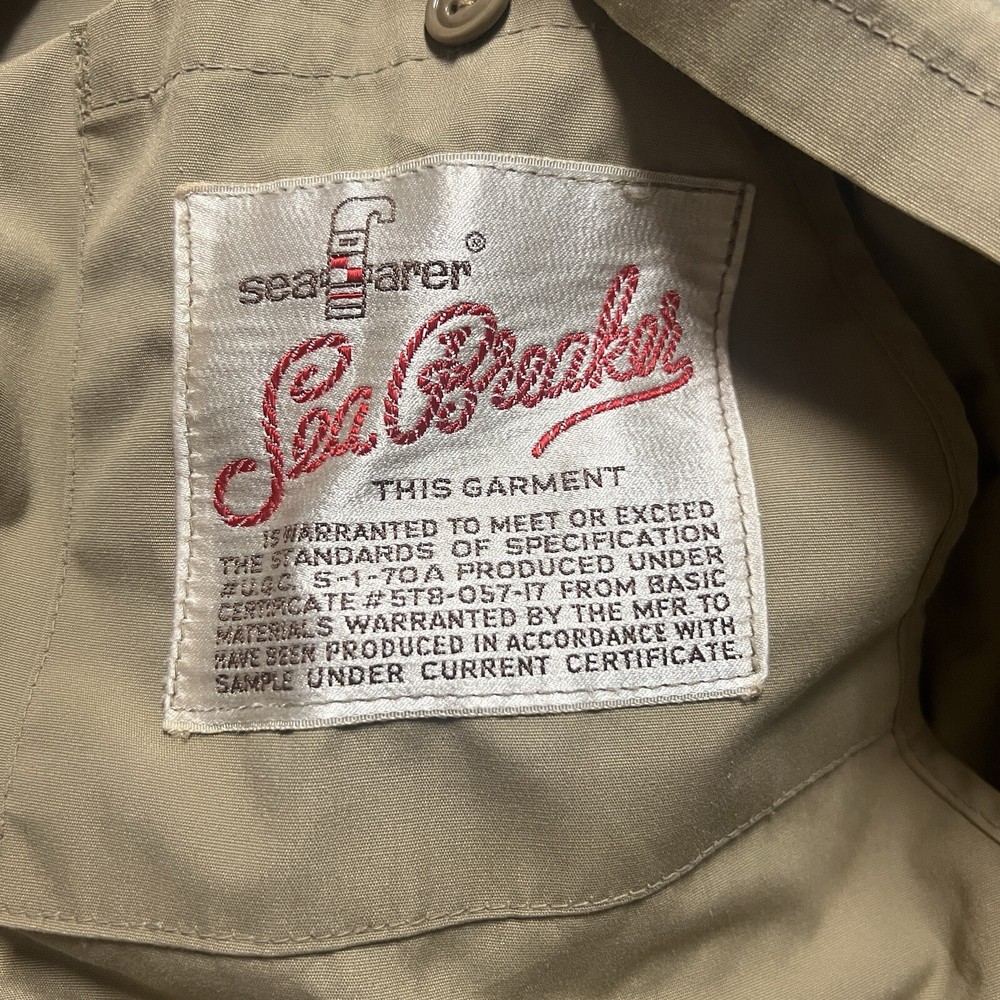 seafarer®
Sea Breaker
THIS GARMENT
IS WARRANTED TO MEET OR EXCEED
THE STANDARDS OF SPECIFICATION
#U.S.C.G. S-1-70A PRODUCED UNDER
CERTIFICATE #5T8-057-17 FROM BASIC
MATERIALS WARRANTED BY THE MFR. TO
HAVE BEEN PRODUCED IN ACCORDANCE WITH
SAMPLE UNDER CURRENT CERTIFICATE.